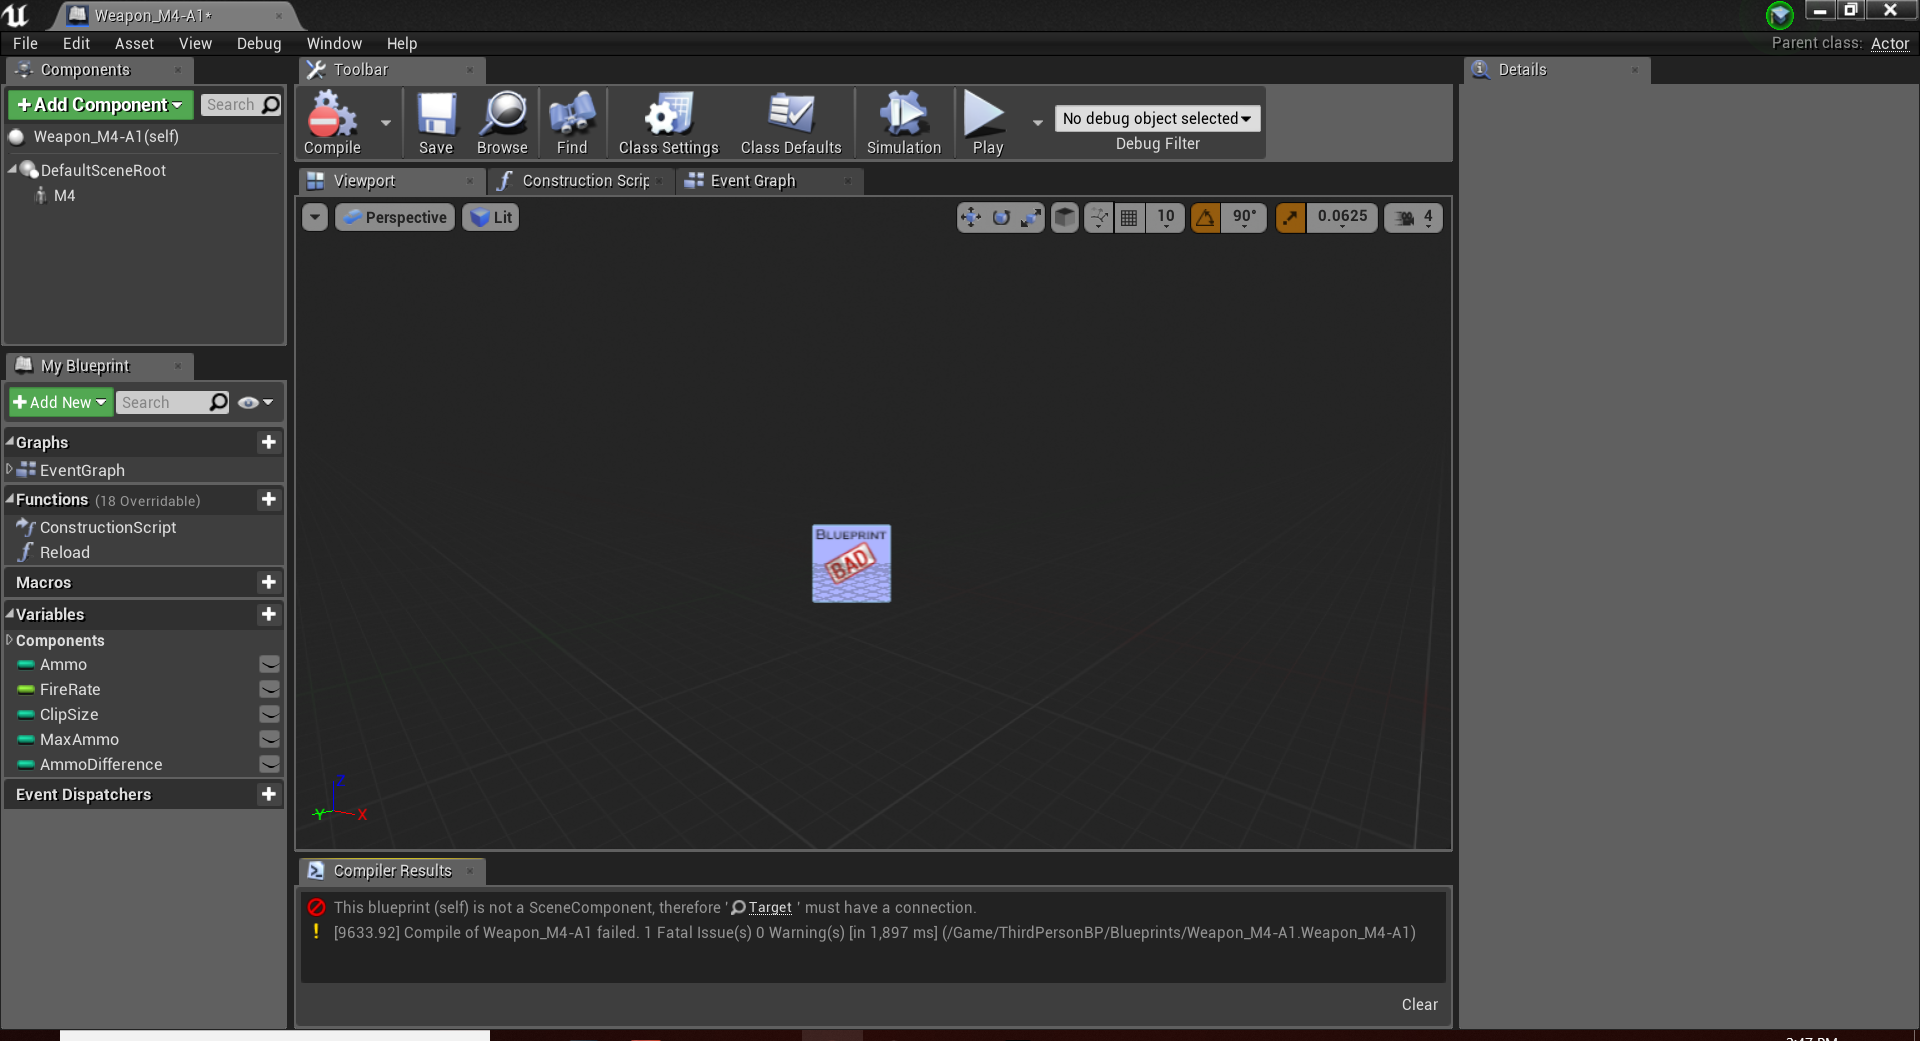 Weapon_M4-A1*
File Edit Asset View Debug Window Help
Parent class: Actor
Components
Toolbar
Details
Add Component
Search
Weapon_M4-A1(self)
DefaultSceneRoot
M4
Compile
Save
Browse
Find
Class Settings
Class Defaults
Simulation
Play
No debug object selected
Debug Filter
Viewport
Construction Scrip
Event Graph
Perspective
Lit
10
90°
0.0625
4
My Blueprint
Add New
Search
Graphs
EventGraph
Functions (18 Overridable)
ConstructionScript
Reload
Macros
Variables
Components
Ammo
FireRate
ClipSize
MaxAmmo
AmmoDifference
Event Dispatchers
BLUEPRINT
BAD
Z
Y
X
Compiler Results
This blueprint (self) is not a SceneComponent, therefore ' Target ' must have a connection.
[9633.92] Compile of Weapon_M4-A1 failed. 1 Fatal Issue(s) 0 Warning(s) [in 1,897 ms] (/Game/ThirdPersonBP/Blueprints/Weapon_M4-A1.Weapon_M4-A1)
Clear